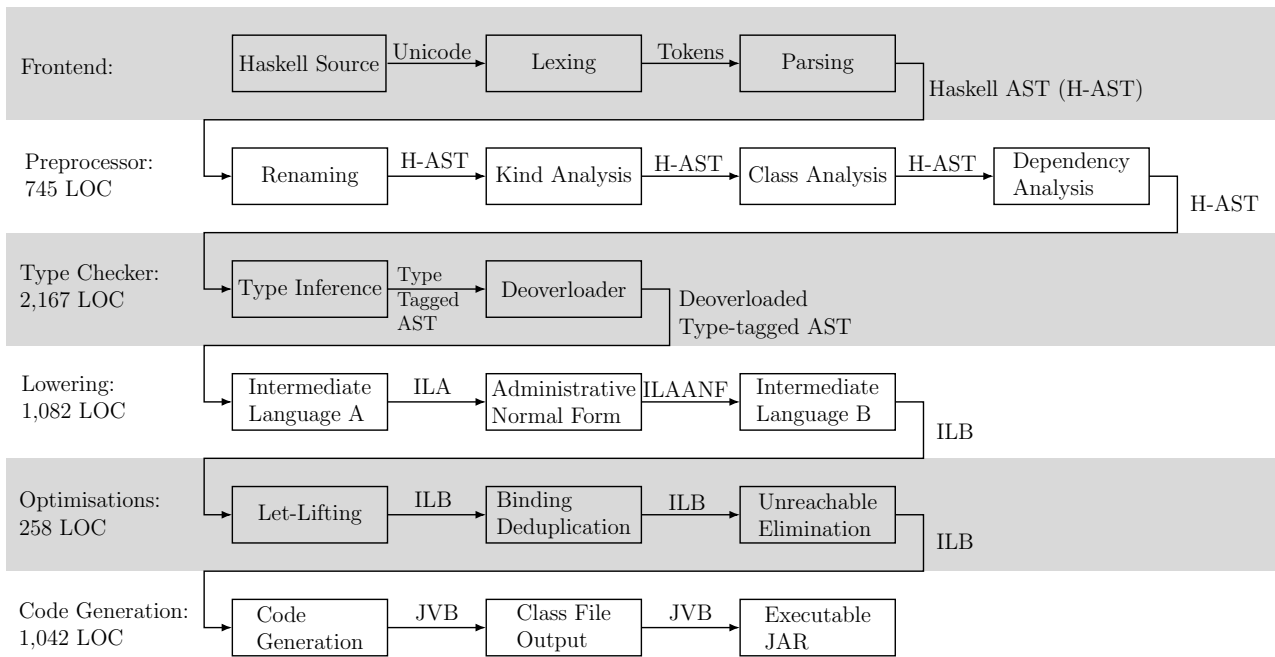 Frontend:
Haskell Source
Unicode
Lexing
Tokens
Parsing
Haskell AST (H-AST)
Preprocessor:
745 LOC
Renaming
H-AST
Kind Analysis
H-AST
Class Analysis
H-AST
Dependency
Analysis
H-AST
Type Checker:
2,167 LOC
Type Inference
Type
Tagged
AST
Deoverloader
Deoverloaded
Type-tagged AST
Lowering:
1,082 LOC
Intermediate
Language A
ILA
Administrative
Normal Form
ILAANF
Intermediate
Language B
ILB
Optimisations:
258 LOC
Let-Lifting
ILB
Binding
Deduplication
ILB
Unreachable
Elimination
ILB
Code Generation:
1,042 LOC
Code
Generation
JVB
Class File
Output
JVB
Executable
JAR